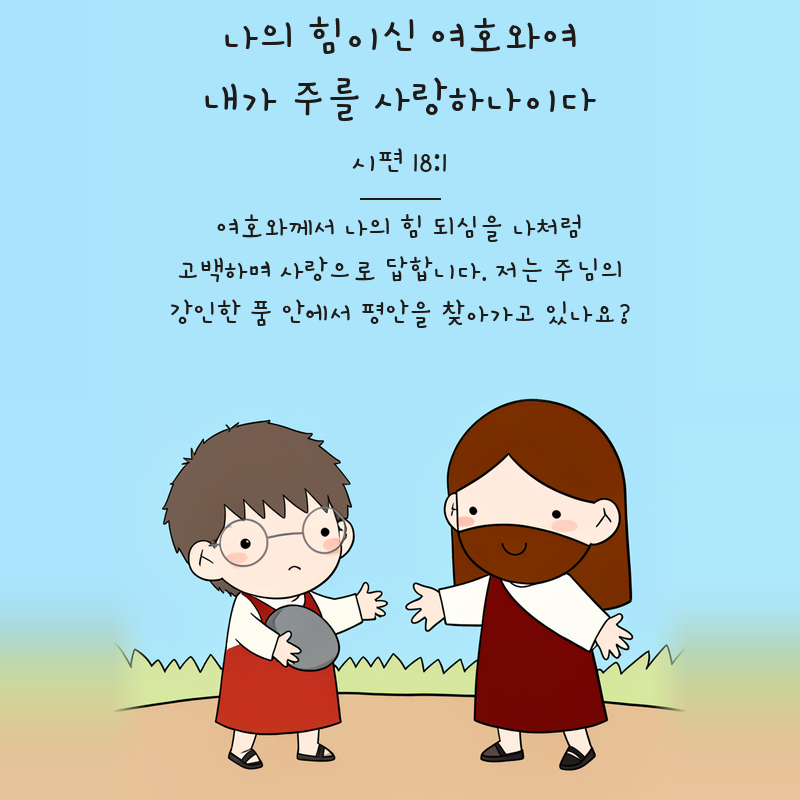 나의 힘이신 여호와여
내가 주를 사랑하나이다
시편 18:1
여호와께서 나의 힘 되심을 나처럼
고백하며 사랑으로 답합니다. 저는 주님의
강인한 품 안에서 평안을 찾아가고 있나요?